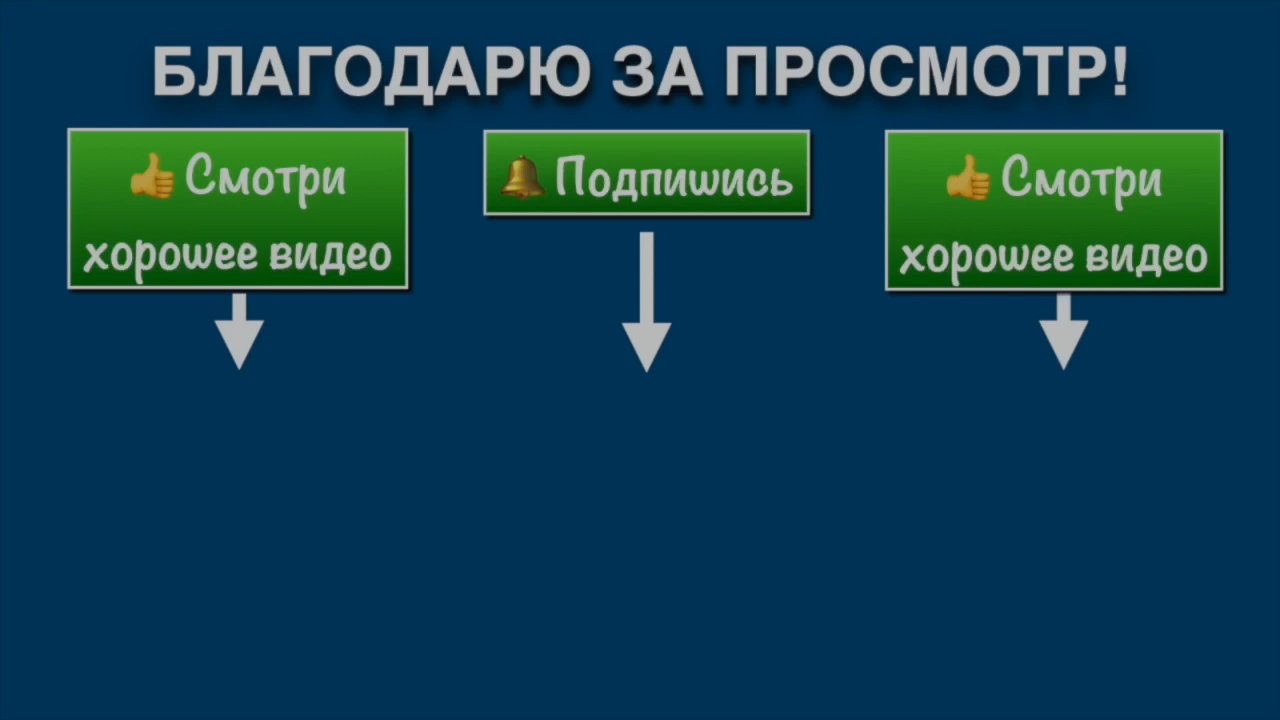 БЛАГОДАРЮ ЗА ПРОСМОТР!
👍 Смотри
хорошее видео
🔔 Подпишись
👍 Смотри
хорошее видео